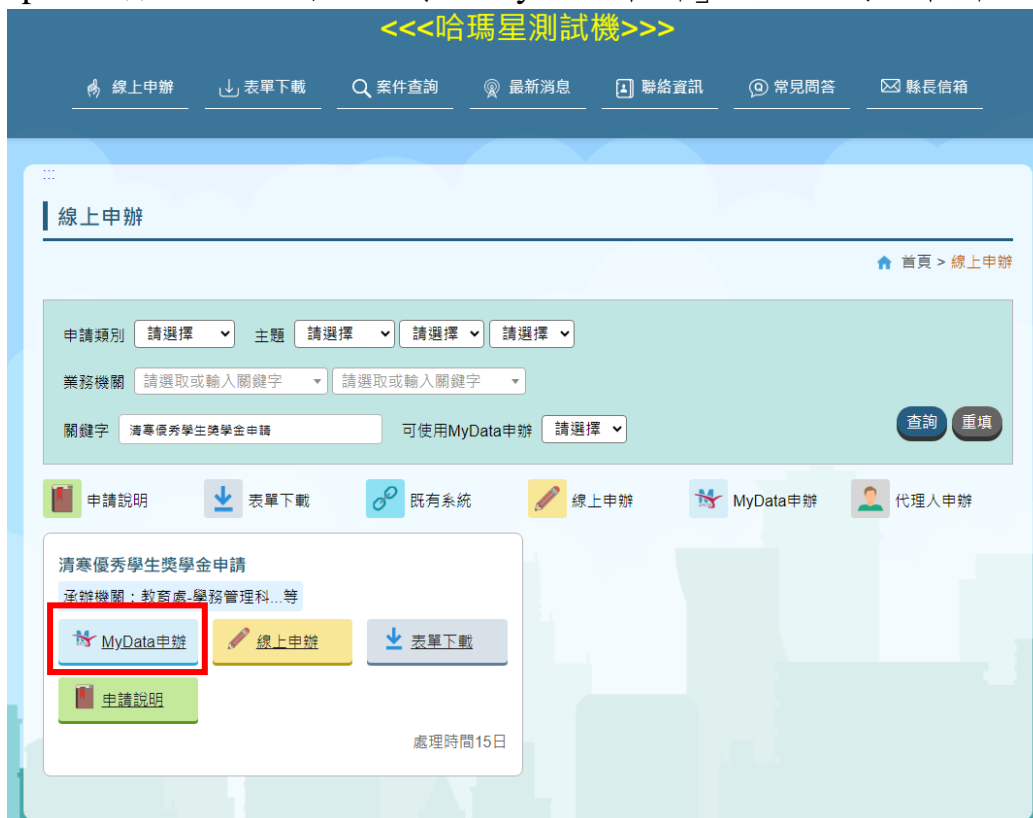 <<<哈瑪星測試機>>>
線上申辦 表單下載 案件查詢 最新消息 聯絡資訊 常見問答 縣長信箱
:::
線上申辦
首頁 > 線上申辦
申請類別 請選擇 主題 請選擇 請選擇 請選擇
業務機關 請選取或輸入關鍵字 請選取或輸入關鍵字
關鍵字 清寒優秀學生獎學金申請 可使用MyData申辦 請選擇 查詢 重填
申請說明 表單下載 既有系統 線上申辦 MyData申辦 代理人申辦
清寒優秀學生獎學金申請
承辦機關：教育處-學務管理科...等
MyData申辦 線上申辦 表單下載
申請說明
處理時間15日